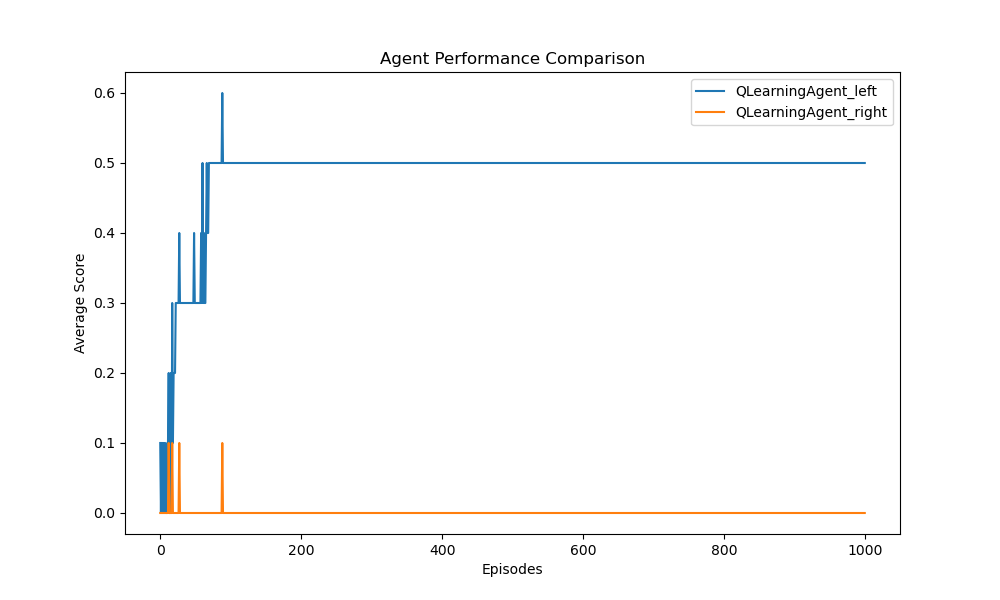 Agent Performance Comparison
QLearningAgent_left
QLearningAgent_right
Average Score
0.6
0.5
0.4
0.3
0.2
0.1
0.0
0 200 400 600 800 1000
Episodes